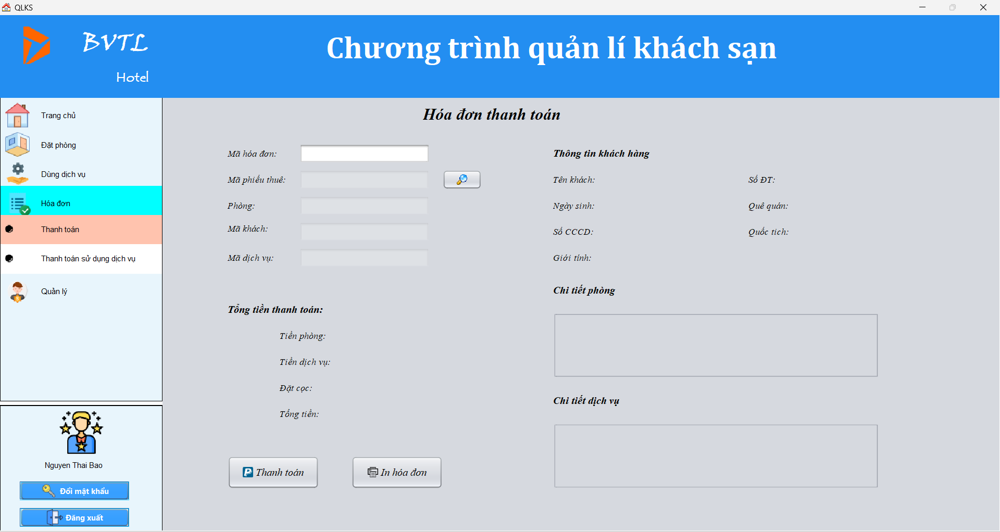 QLKS
BVTL
Hotel
Chương trình quản lí khách sạn
Trang chủ
Đặt phòng
Dùng dịch vụ
Hóa đơn
Thanh toán
Thanh toán sử dụng dịch vụ
Quản lý
Nguyen Thai Bao
Đổi mật khẩu
Đăng xuất
Hóa đơn thanh toán
Mã hóa đơn:
Mã phiếu thuê:
Phòng:
Mã khách:
Mã dịch vụ:
Tổng tiền thanh toán:
Tiền phòng:
Tiền dịch vụ:
Đặt cọc:
Tổng tiền:
Thanh toán
In hóa đơn
Thông tin khách hàng
Tên khách:
Số ĐT:
Ngày sinh:
Quê quán:
Số CCCD:
Quốc tich:
Giới tính:
Chi tiết phòng
Chi tiết dịch vụ